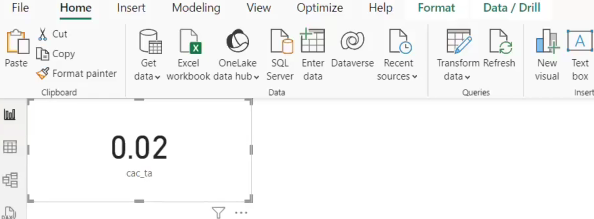 File Home Insert Modeling View Optimize Help Format Data / Drill
Paste
Cut
Copy
Format painter
Clipboard
Get data
Excel workbook
OneLake data hub
SQL Server
Enter data
Dataverse
Recent sources
Data
Transform data
Refresh
Queries
New visual
Text box
Insert
0.02
cac_ta